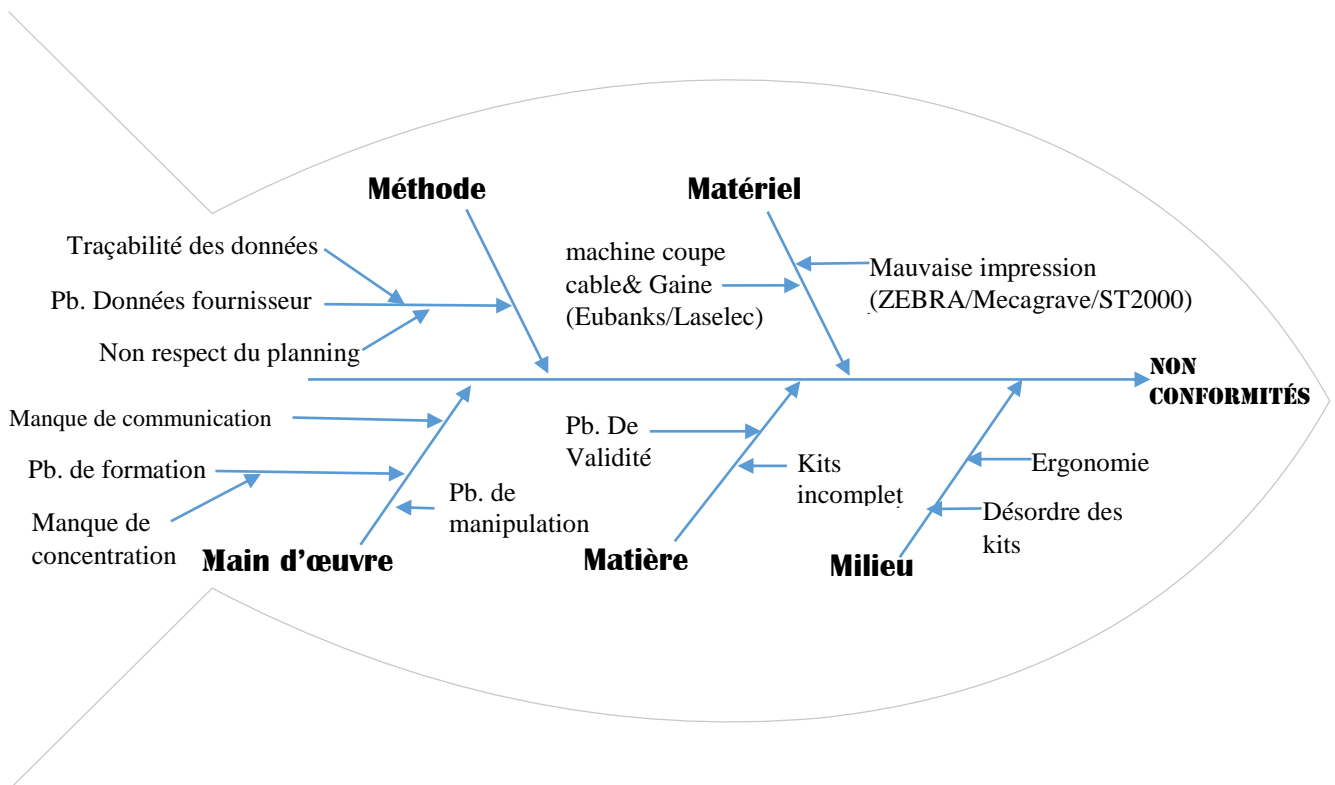 Méthode
Matériel
Traçabilité des données
Pb. Données fournisseur
Non respect du planning
machine coupe
cable& Gaine
(Eubanks/Laselec)
Mauvaise impression
(ZEBRA/Mecagrave/ST2000)
NON
CONFORMITÉS
Manque de communication
Pb. de formation
Manque de
concentration
Pb. de
manipulation
Main d’œuvre
Pb. De
Validité
Kits
incomplet
Matière
Ergonomie
Désordre des
kits
Milieu